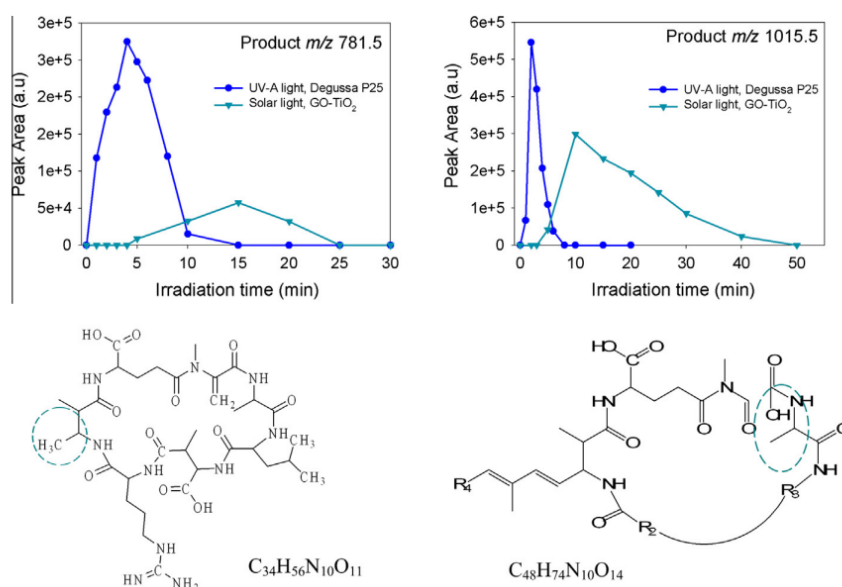 Product m/z 781.5
UV-A light, Degussa P25
Solar light, GO-TiO2
Peak Area (a.u)
3e+5
3e+5
2e+5
2e+5
1e+5
5e+4
0
0 5 10 15 20 25 30
Irradiation time (min)
Product m/z 1015.5
UV-A light, Degussa P25
Solar light, GO-TiO2
Peak Area (a.u)
6e+5
5e+5
4e+5
3e+5
2e+5
1e+5
0
0 10 20 30 40 50
Irradiation time (min)
HO
O
C
HN
O
N
O
CH2
O
HN
NH
O
H3C
NH
O
HN
O
O
NH
O
CH3
CH3
C
O
OH
NH
HN
C
NH2
C34H56N10O11
HO
O
C
HN
O
O
N
O
C
OH
NH
O
NH
R4
NH
O
R2
R3
C48H74N10O14